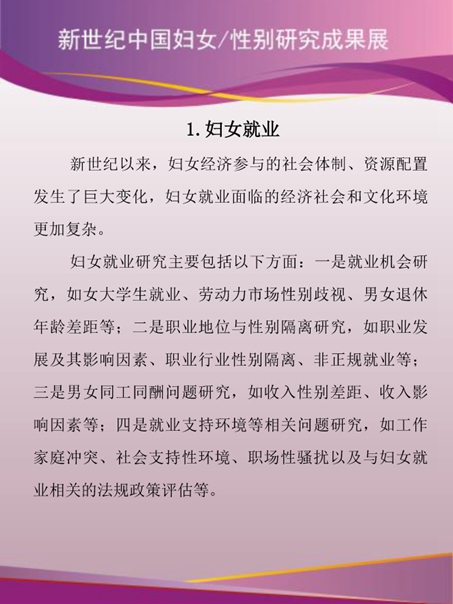 新世纪中国妇女/性别研究成果展
1.妇女就业
新世纪以来，妇女经济参与的社会体制、资源配置
发生了巨大变化，妇女就业面临的经济社会和文化环境
更加复杂。
妇女就业研究主要包括以下方面：一是就业机会研
究，如女大学生就业、劳动力市场性别歧视、男女退休
年龄差距等；二是职业地位与性别隔离研究，如职业发
展及其影响因素、职业行业性别隔离、非正规就业等；
三是男女同工同酬问题研究，如收入性别差距、收入影
响因素等；四是就业支持环境等相关问题研究，如工作
家庭冲突、社会支持性环境、职场性骚扰以及与妇女就
业相关的法规政策评估等。